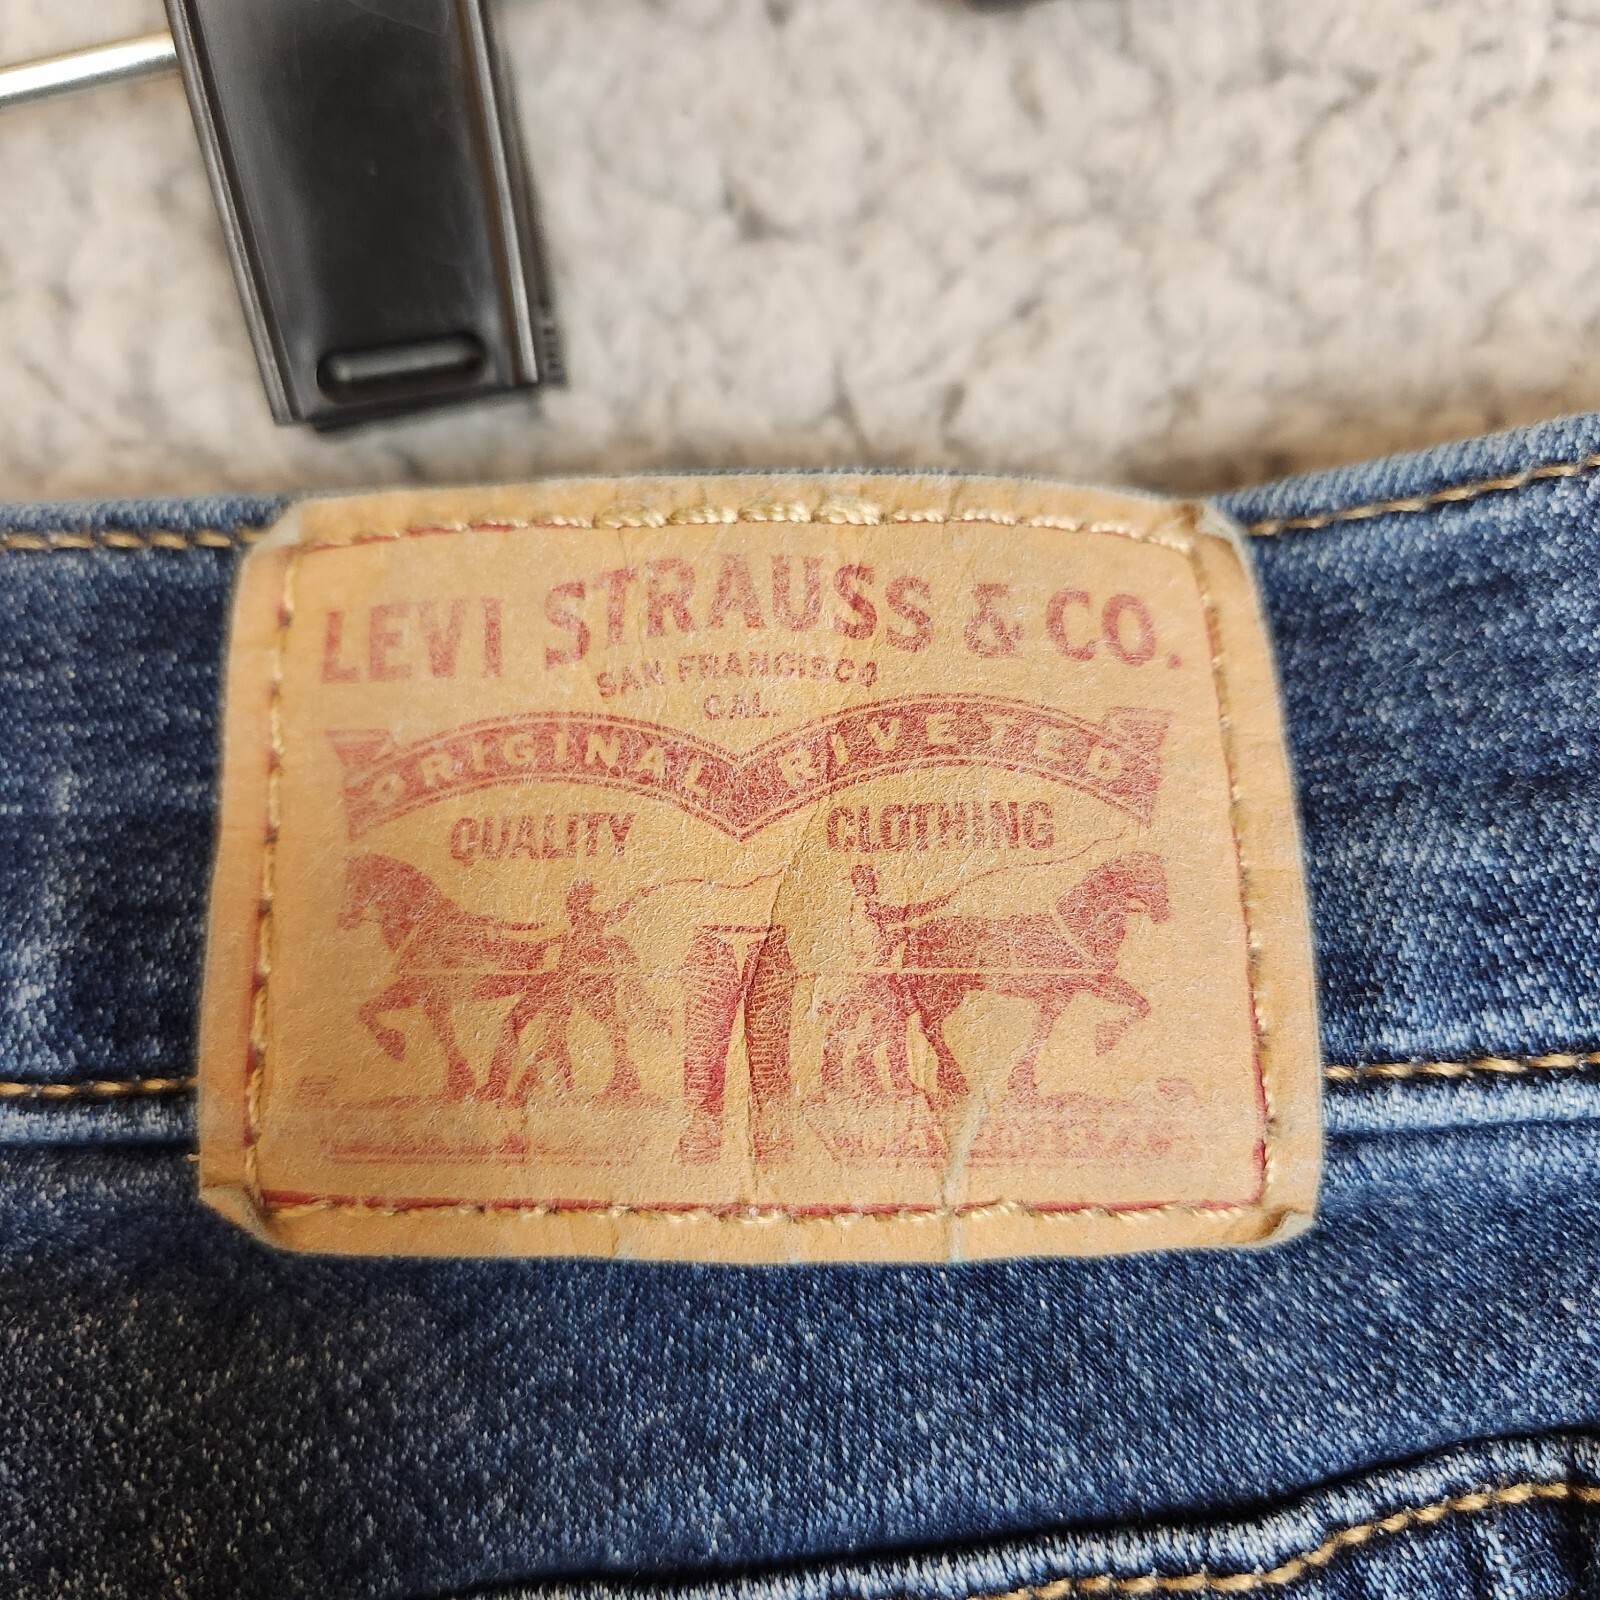 LEVI STRAUSS & CO.
SAN FRANCISCO
CAL.
ORIGINAL RIVETED
QUALITY CLOTHING